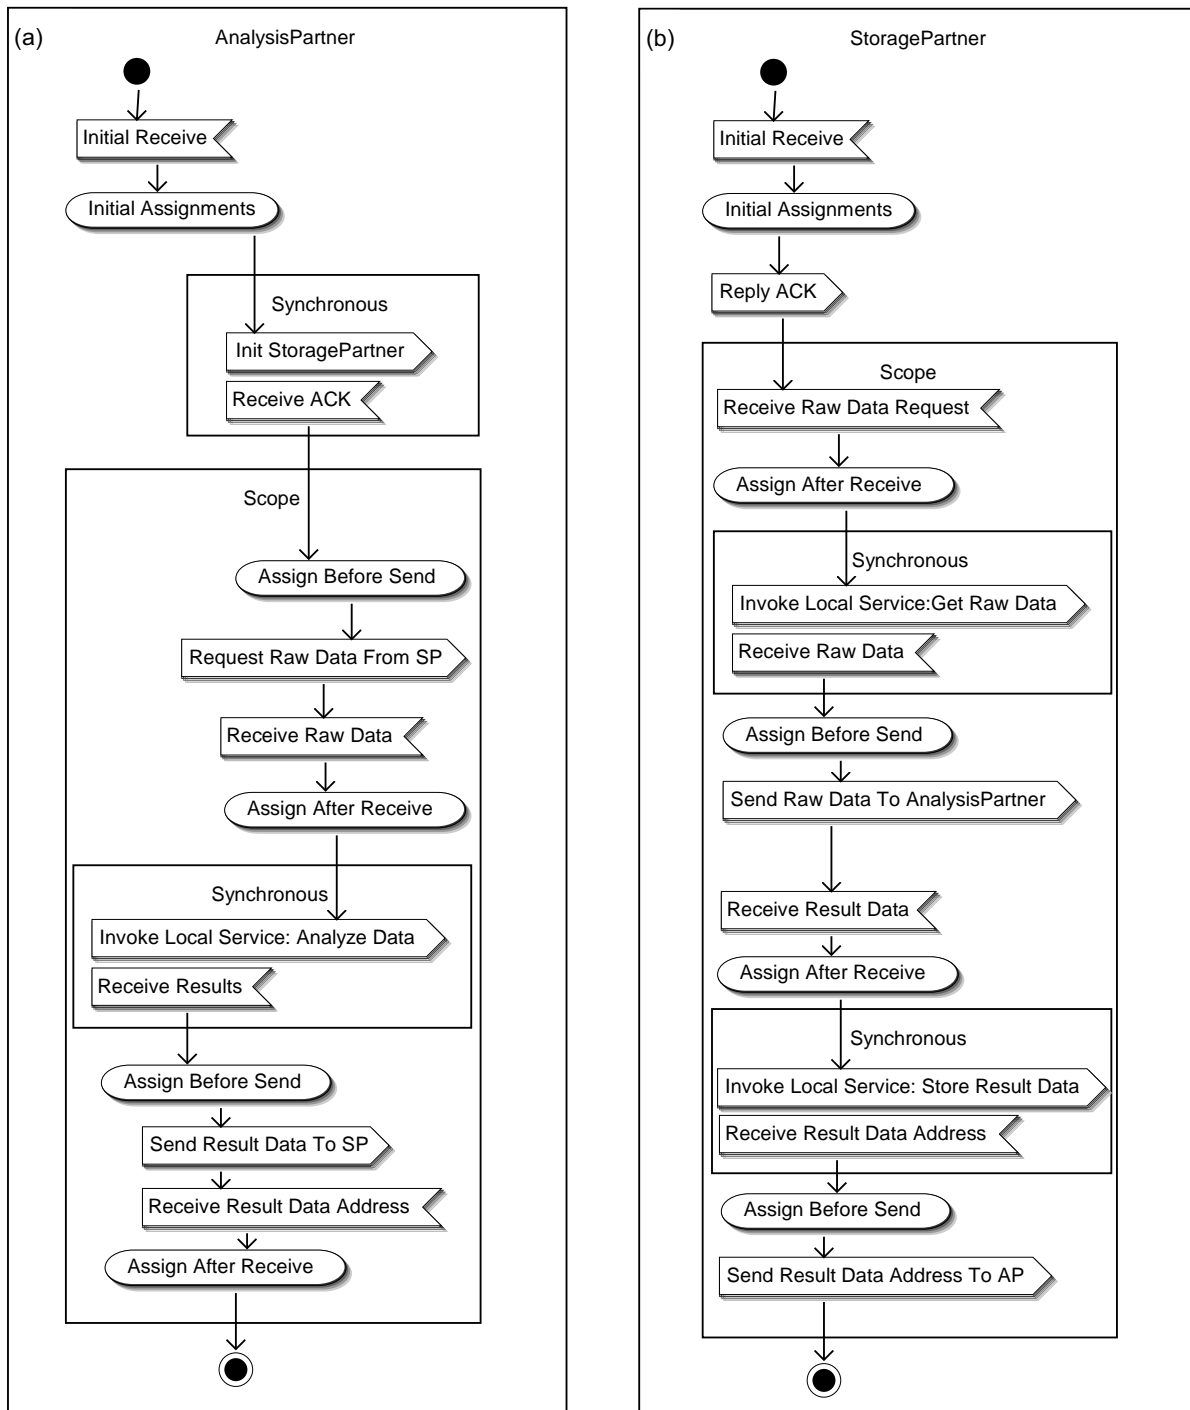 (a)
AnalysisPartner
Initial Receive
Initial Assignments
Synchronous
Init StoragePartner
Receive ACK
Scope
Assign Before Send
Request Raw Data From SP
Receive Raw Data
Assign After Receive
Synchronous
Invoke Local Service: Analyze Data
Receive Results
Assign Before Send
Send Result Data To SP
Receive Result Data Address
Assign After Receive
(b)
StoragePartner
Initial Receive
Initial Assignments
Reply ACK
Scope
Receive Raw Data Request
Assign After Receive
Synchronous
Invoke Local Service:Get Raw Data
Receive Raw Data
Assign Before Send
Send Raw Data To AnalysisPartner
Receive Result Data
Assign After Receive
Synchronous
Invoke Local Service: Store Result Data
Receive Result Data Address
Assign Before Send
Send Result Data Address To AP